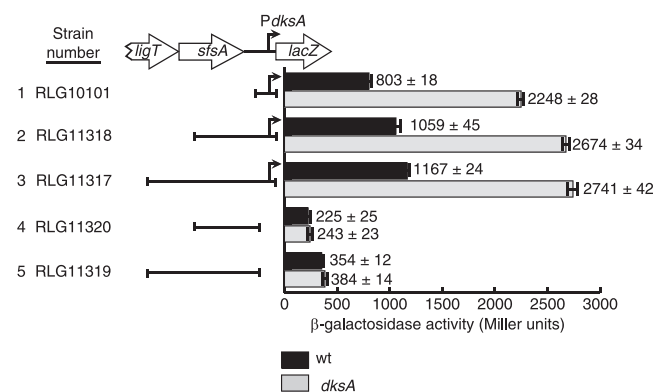 PdksA
Strain
number
ligT sfsA lacZ
1 RLG10101
803 ± 18
2248 ± 28
2 RLG11318
1059 ± 45
2674 ± 34
3 RLG11317
1167 ± 24
2741 ± 42
4 RLG11320
225 ± 25
243 ± 23
5 RLG11319
354 ± 12
384 ± 14
0 500 1000 1500 2000 2500 3000
β-galactosidase activity (Miller units)
wt
dksA